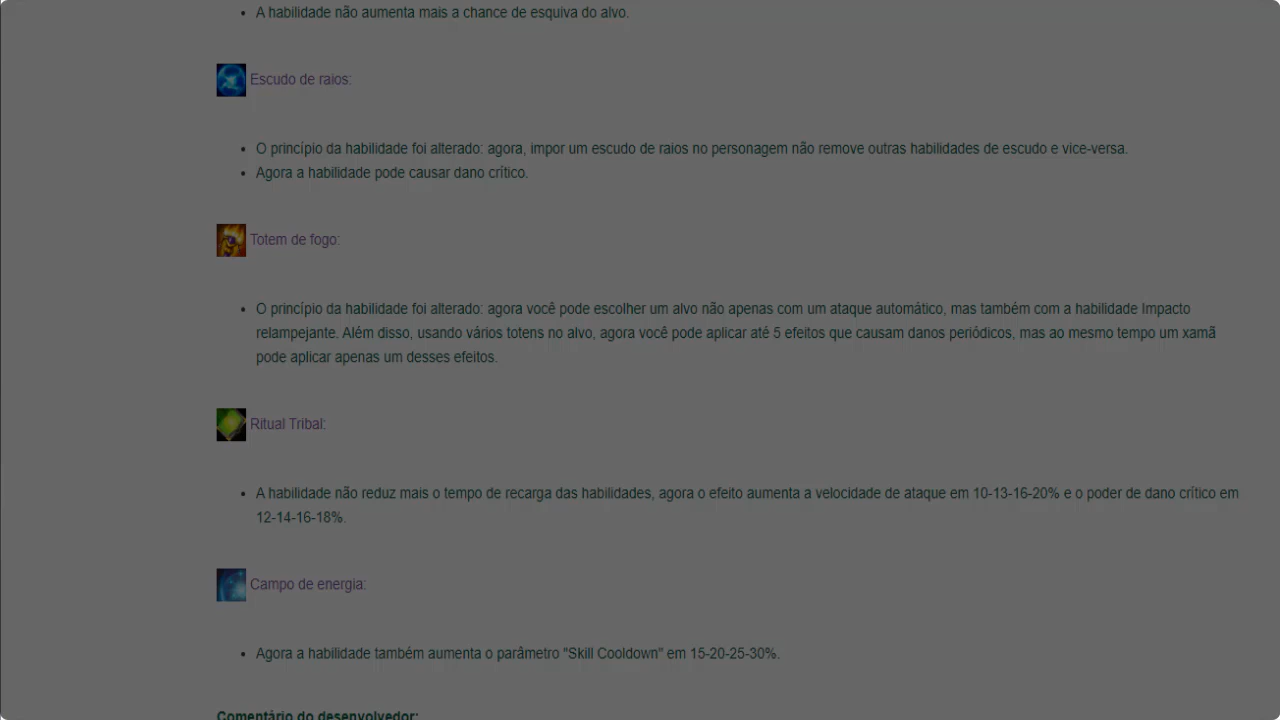 • A habilidade não aumenta mais a chance de esquiva do alvo.
Escudo de raios:
• O princípio da habilidade foi alterado: agora, impor um escudo de raios no personagem não remove outras habilidades de escudo e vice-versa.
• Agora a habilidade pode causar dano crítico.
Totem de fogo:
• O princípio da habilidade foi alterado: agora você pode escolher um alvo não apenas com um ataque automático, mas também com a habilidade Impacto
relampejante. Além disso, usando vários totens no alvo, agora você pode aplicar até 5 efeitos que causam danos periódicos, mas ao mesmo tempo um xamã
pode aplicar apenas um desses efeitos.
Ritual Tribal:
• A habilidade não reduz mais o tempo de recarga das habilidades, agora o efeito aumenta a velocidade de ataque em 10-13-16-20% e o poder de dano crítico em
12-14-16-18%.
Campo de energia:
• Agora a habilidade também aumenta o parâmetro "Skill Cooldown" em 15-20-25-30%.
Comentário do desenvolvedor: